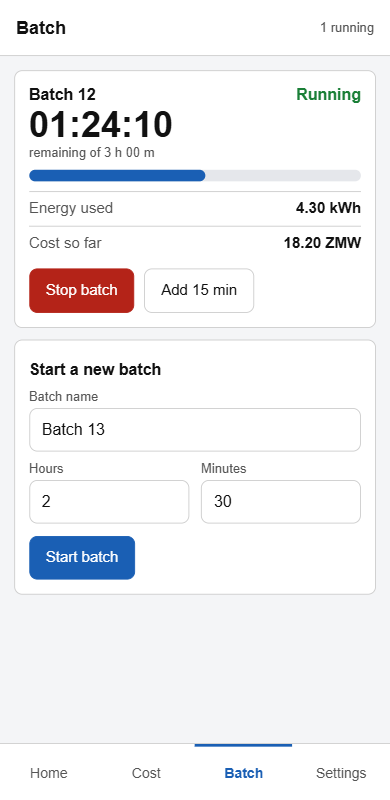 Batch
1 running
Batch 12
Running
01:24:10
remaining of 3 h 00 m
Energy used
4.30 kWh
Cost so far
18.20 ZMW
Stop batch
Add 15 min
Start a new batch
Batch name
Batch 13
Hours
Minutes
2
30
Start batch
Home
Cost
Batch
Settings